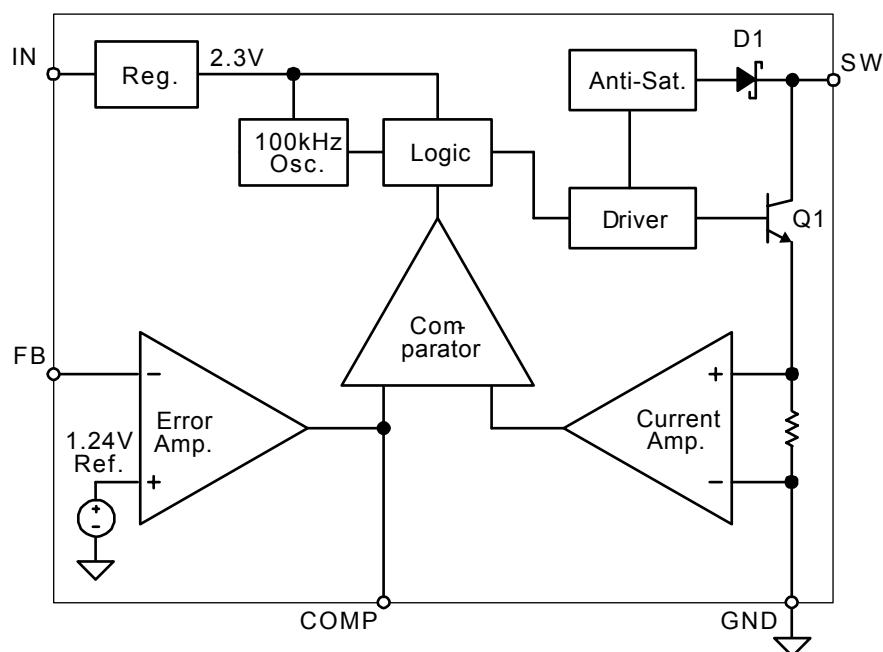 IN
Reg.
2.3V
D1
SW
Anti-Sat.
100kHz
Osc.
Logic
Driver
Q1
Com-
parator
FB
−
Error
Amp.
1.24V
Ref.
+
+
−
+
Current
Amp.
−
COMP
GND